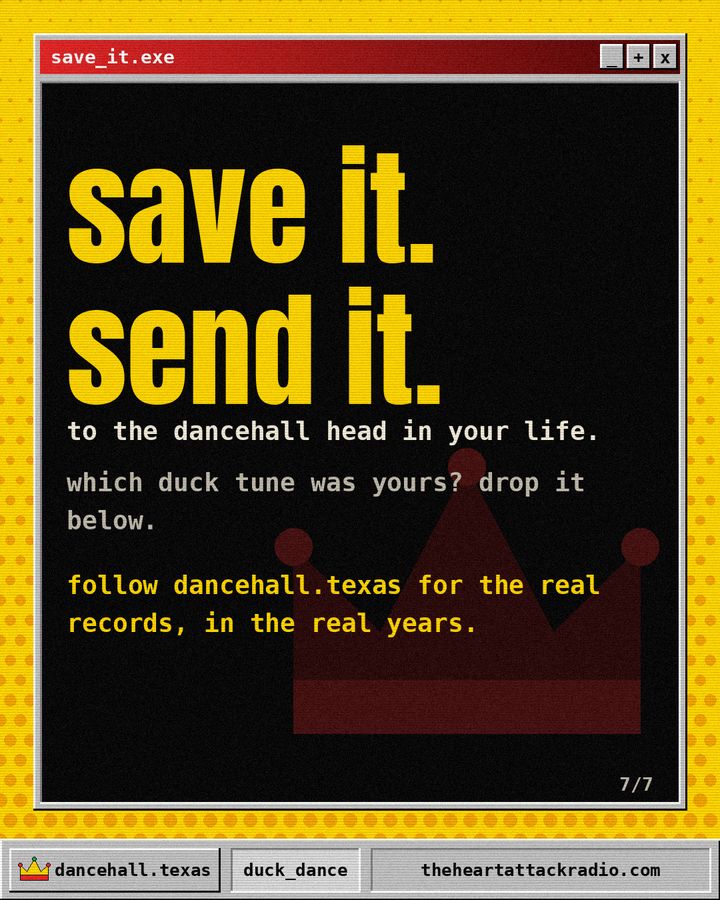 save_it.exe
_ + x
save it.
send it.
to the dancehall head in your life.
which duck tune was yours? drop it
below.
follow dancehall.texas for the real
records, in the real years.
7/7
dancehall.texas
duck_dance
theheartattackradio.com